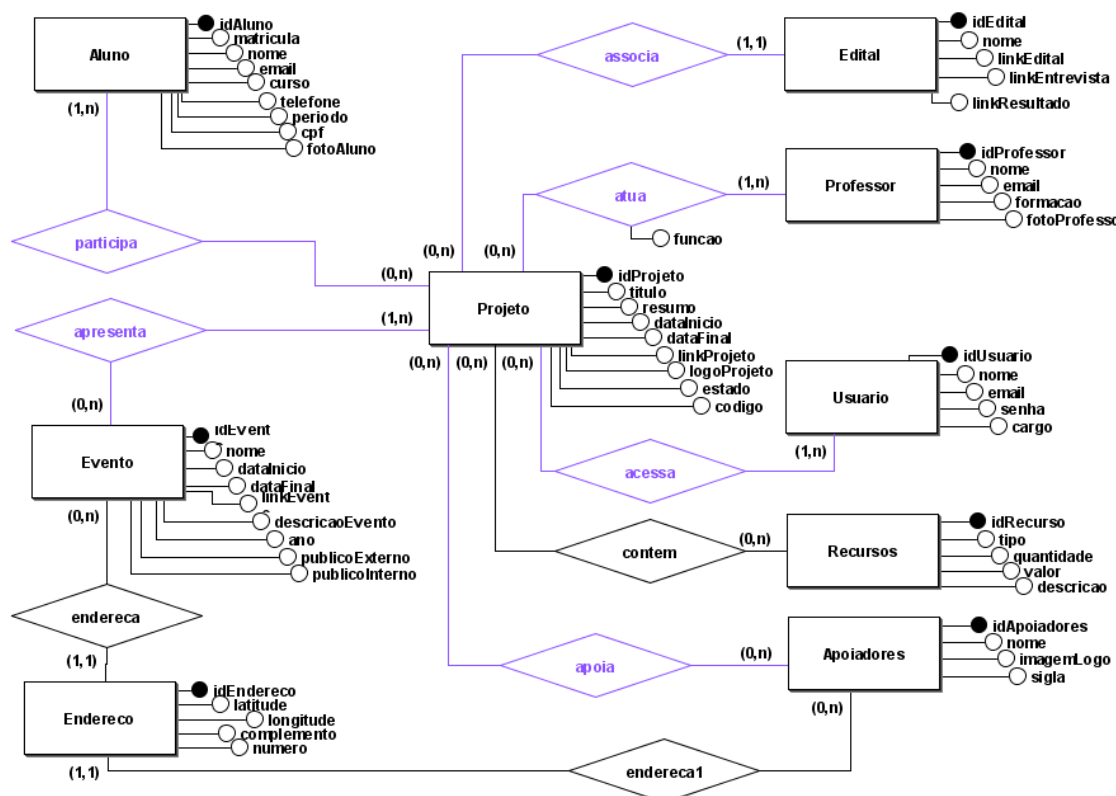 Aluno
idAluno
matricula
nome
email
curso
telefone
periodo
cpf
fotoAluno
(1,n)
participa
(0,n)
associa
(0,n)
(1,1)
Edital
idEdital
nome
linkEdital
linkEntrevista
linkResultado
atua
funcao
(0,n)
(1,n)
Professor
idProfessor
nome
email
formacao
fotoProfesso
Projeto
idProjeto
titulo
resumo
dataInicio
dataFinal
linkProjeto
logoProjeto
estado
codigo
apresenta
(1,n)
(0,n)
(0,n)
(0,n)
(0,n)
Usuario
idUsuario
nome
email
senha
cargo
acessa
(1,n)
Evento
idEvent
nome
dataInicio
dataFinal
linkEvent
descricaoEvento
ano
publicoExterno
publicoInterno
(0,n)
contem
(0,n)
Recursos
idRecurso
tipo
quantidade
valor
descricao
endereca
(1,1)
apoia
(0,n)
Apoiadores
idApoiadores
nome
imagemLogo
sigla
(0,n)
Endereco
idEndereco
latitude
longitude
complemento
numero
(1,1)
endereca1